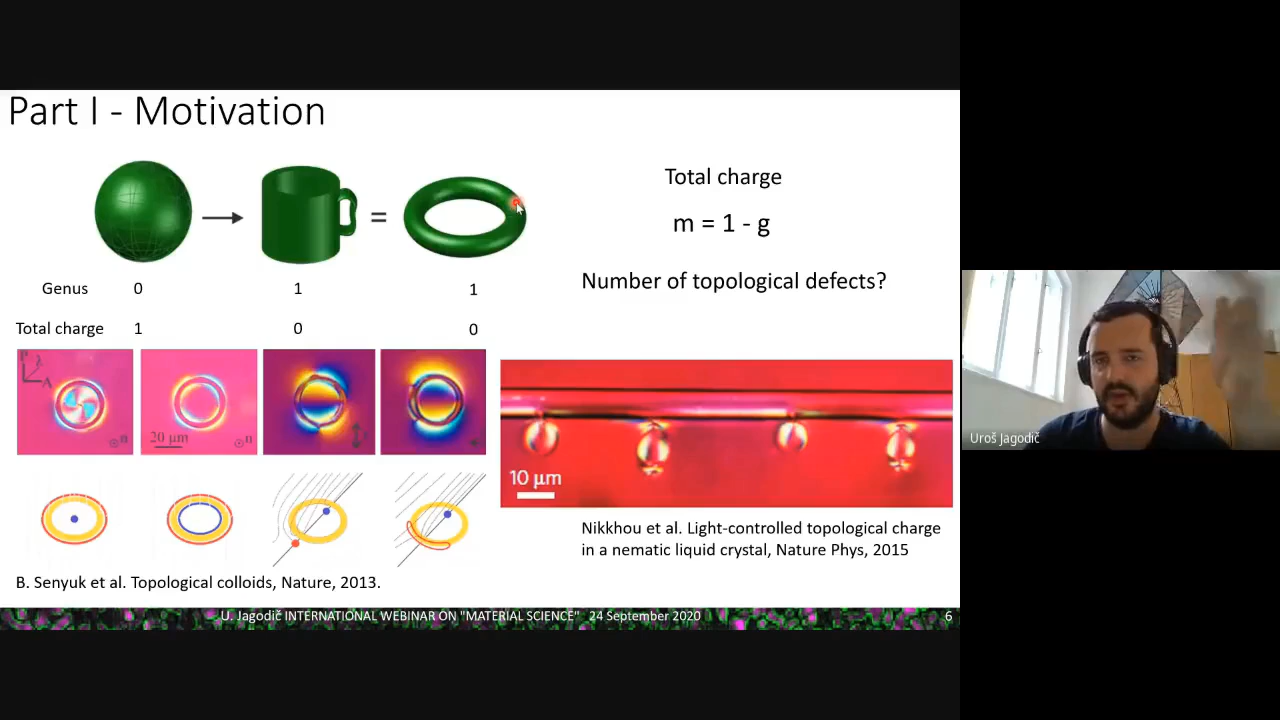 Part I - Motivation
Total charge
m = 1 - g
Number of topological defects?
Genus 0 1 1
Total charge 1 0 0
P λ
A
n
20 μm
n
10 μm
Uroš Jagodič
Nikkhou et al. Light-controlled topological charge
in a nematic liquid crystal, Nature Phys, 2015
B. Senyuk et al. Topological colloids, Nature, 2013.
U. Jagodič INTERNATIONAL WEBINAR ON "MATERIAL SCIENCE" 24 September 2020
6